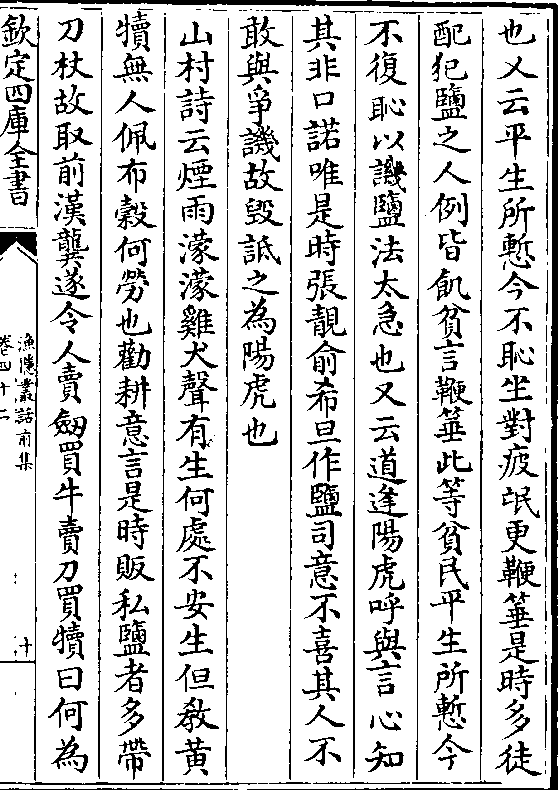 也又云平生所慙今不恥坐對疲氓更鞭箠是時多徒
配犯鹽之人例皆飢貧言鞭箠此等貧民平生所慙今
不復恥以譏鹽法太急也又云道逢陽虎呼與言心知
其非口諾唯是時張靚俞希旦作鹽司意不喜其人不
敢與爭譏故毀詆之為陽虎也
山村詩云煙雨濛濛雞犬聲有生何處不安生但教黃
犢無人佩布穀何勞也勸耕意言是時販私鹽者多帶
刀杖故取前漢龔遂令人賣劔買牛賣刀買犢曰何為
欽定四庫全書
漁隱叢話前集
卷四十二
十